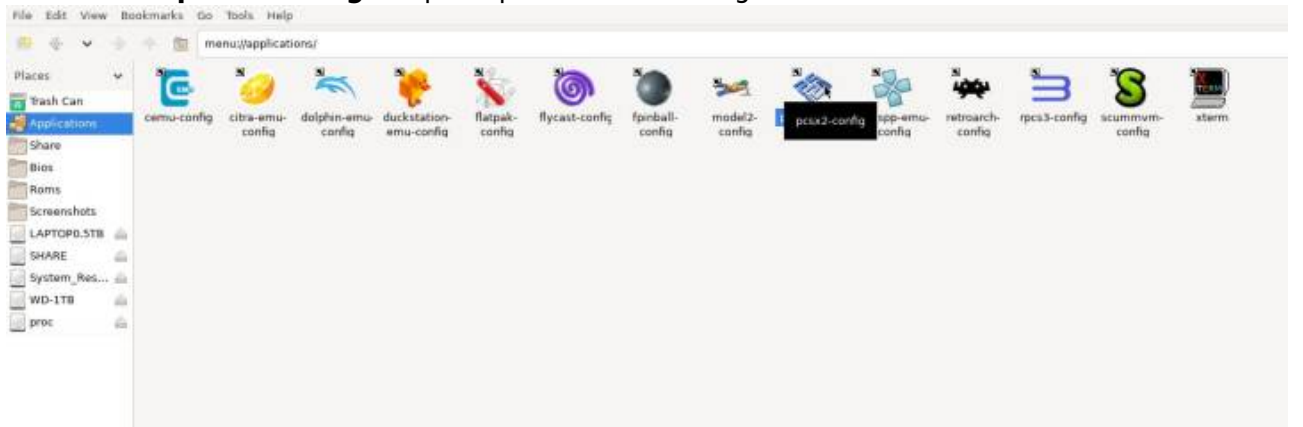 File Edit View Bookmarks Go Tools Help
menu://applications/
Places
Trash Can
Applications
Share
Bios
Roms
Screenshots
LAPTOP0.5TB
SHARE
System_Res...
WD-1TB
proc
cemu-config
citra-emu-
config
dolphin-emu-
config
duckstation-
emu-config
flatpak-
config
flycast-config
fpinball-
config
model2-
config
pcsx2-config
config
retroarch-
config
rpcs3-config
scummvm-
config
xterm